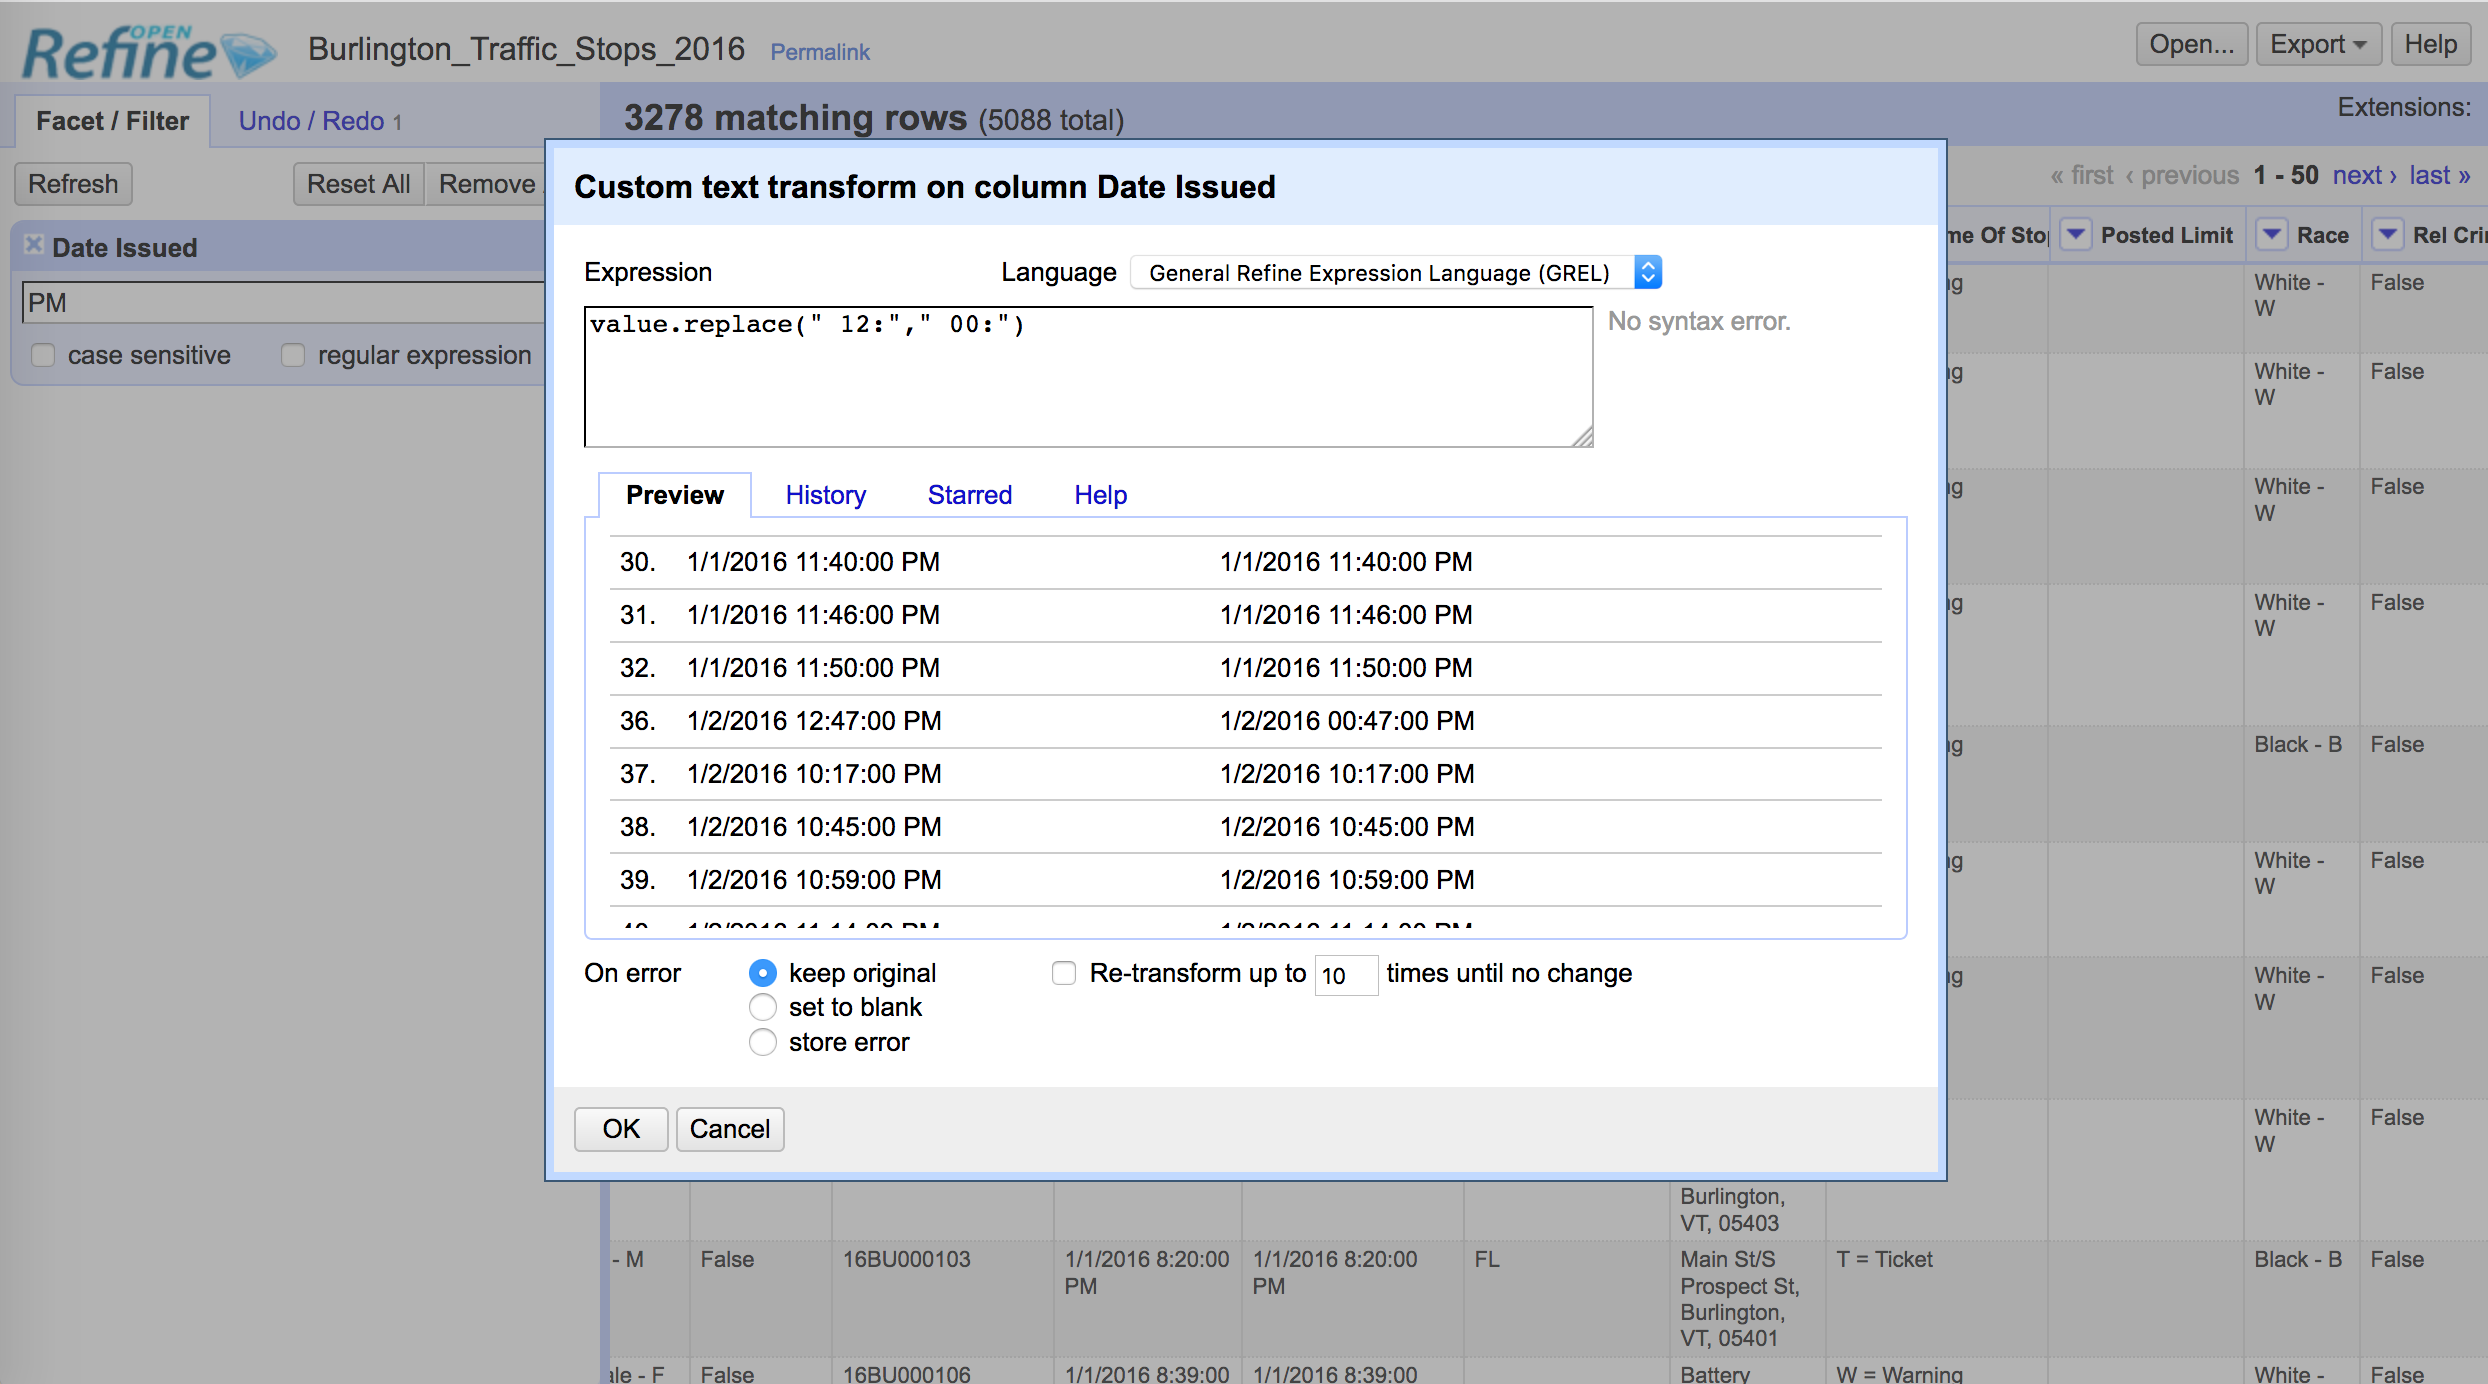 OPEN
Refine
Burlington_Traffic_Stops_2016 Permalink
Open... Export Help
Facet / Filter Undo / Redo 1
3278 matching rows (5088 total)
Extensions:
Refresh Reset All Remove
« first ‹ previous 1 - 50 next › last »
Date Issued
PM
case sensitive regular expression
Custom text transform on column Date Issued
Expression Language General Refine Expression Language (GREL)
value.replace(" 12:"," 00:")
No syntax error.
Preview History Starred Help
30. 1/1/2016 11:40:00 PM 1/1/2016 11:40:00 PM
31. 1/1/2016 11:46:00 PM 1/1/2016 11:46:00 PM
32. 1/1/2016 11:50:00 PM 1/1/2016 11:50:00 PM
36. 1/2/2016 12:47:00 PM 1/2/2016 00:47:00 PM
37. 1/2/2016 10:17:00 PM 1/2/2016 10:17:00 PM
38. 1/2/2016 10:45:00 PM 1/2/2016 10:45:00 PM
39. 1/2/2016 10:59:00 PM 1/2/2016 10:59:00 PM
On error keep original Re-transform up to 10 times until no change
set to blank
store error
OK Cancel
Of Stop Posted Limit Race Rel Cri
White - False
W
White - False
W
White - False
W
White - False
W
Black - B False
White - False
W
White - False
W
White - False
W
Burlington,
VT, 05403
- M False 16BU000103 1/1/2016 8:20:00 1/1/2016 8:20:00 FL Main St/S T = Ticket Black - B False
PM PM Prospect St,
Burlington,
VT, 05401
ale - F False 16BU000106 1/1/2016 8:39:00 1/1/2016 8:39:00 Battery W = Warning White - False